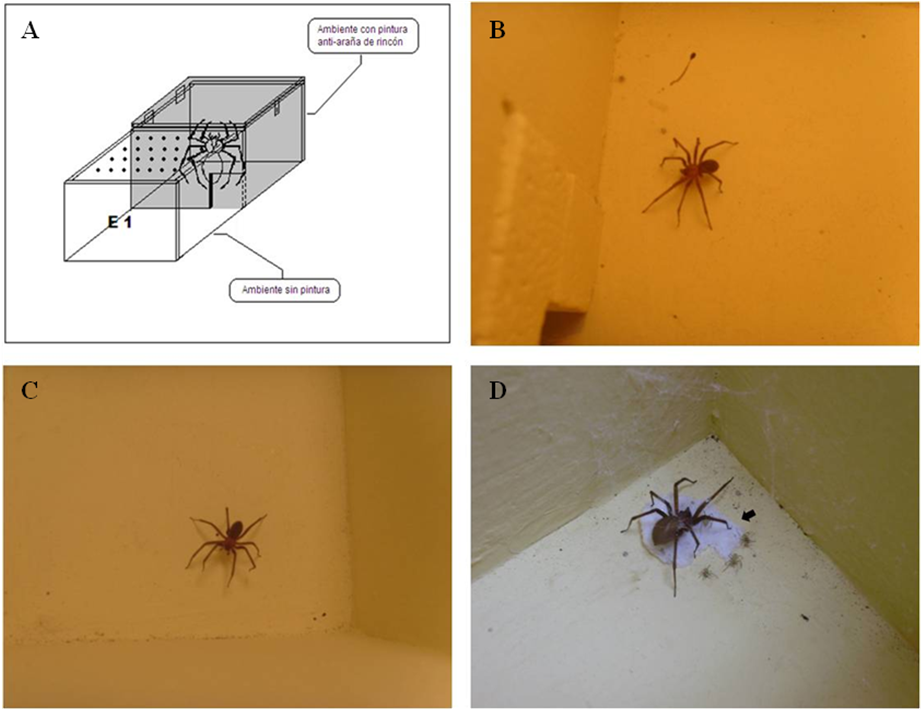 A
Ambiente con pintura
anti-araña de rincón
E 1
Ambiente sin pintura
B
C
D